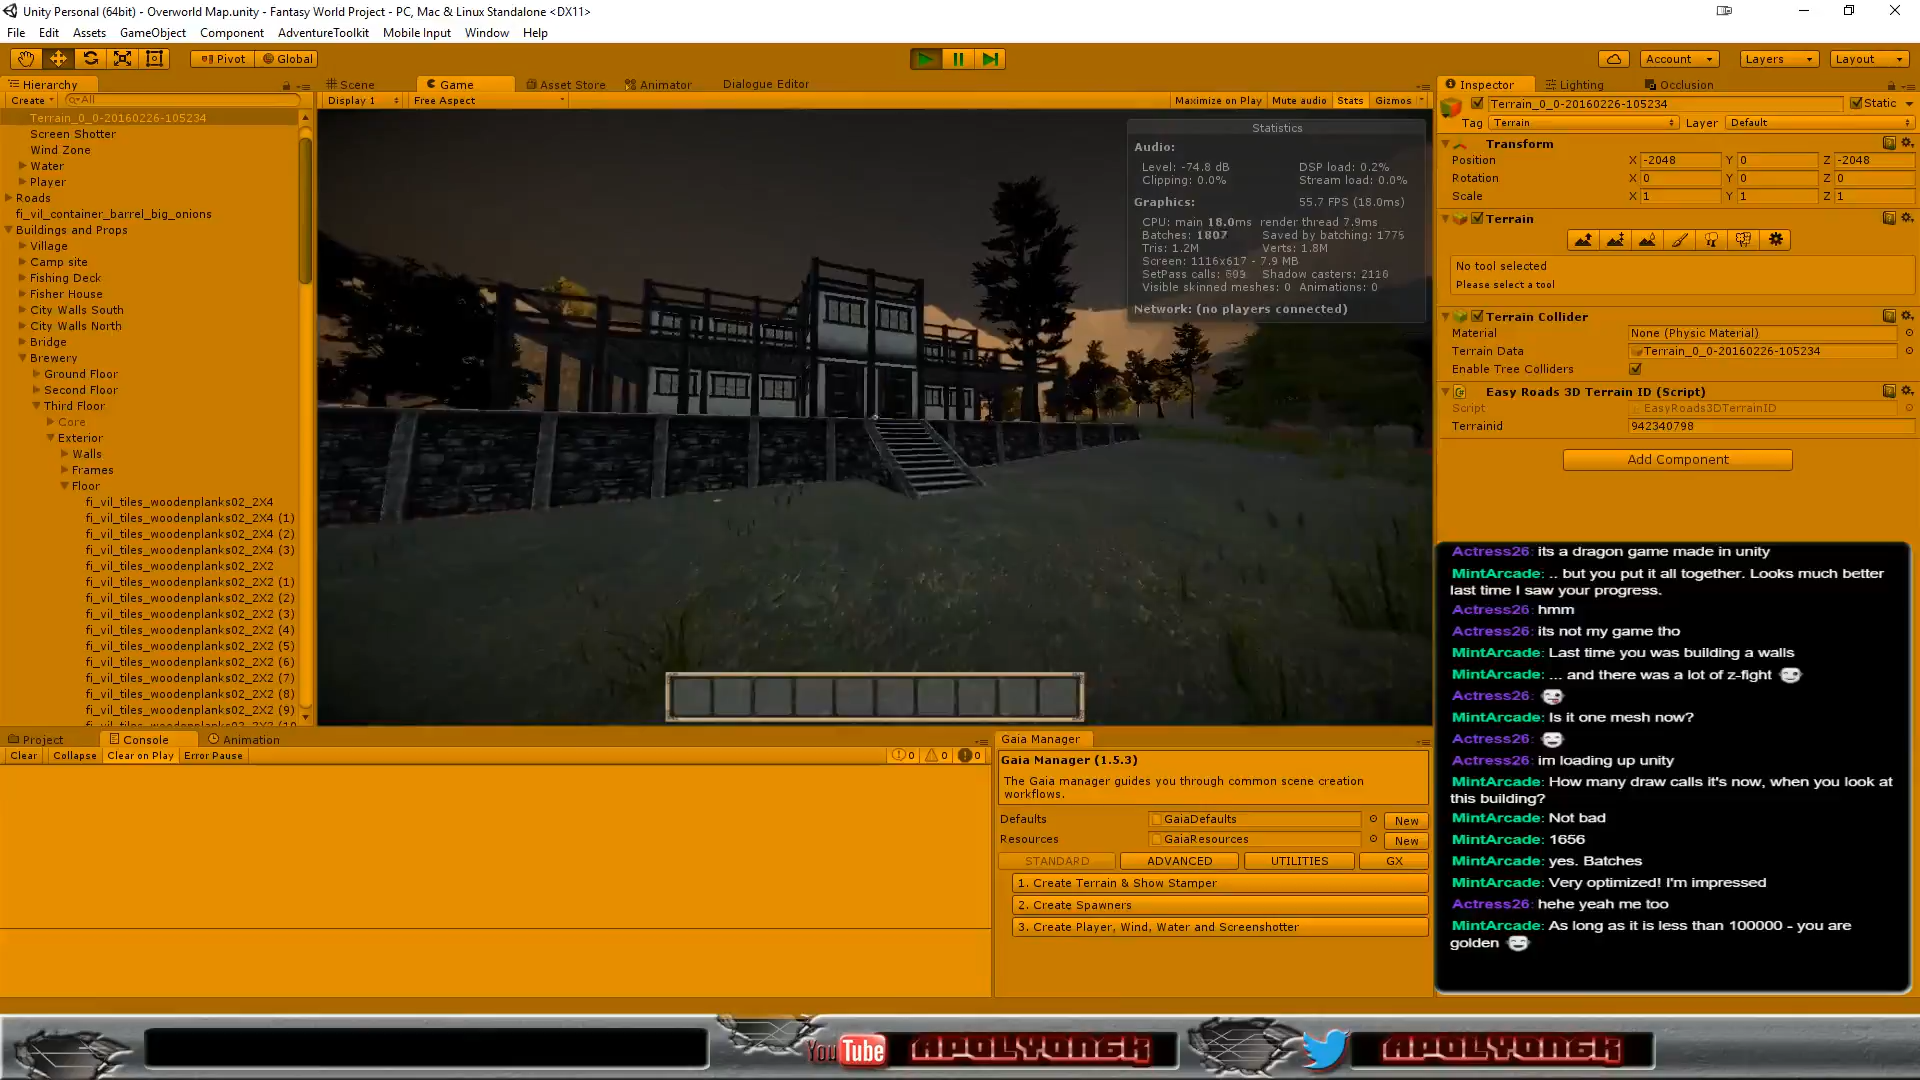 Unity Personal (64bit) - Overworld Map.unity - Fantasy World Project - PC, Mac & Linux Standalone <DX11>
File Edit Assets GameObject Component AdventureToolkit Mobile Input Window Help
Pivot Global Account Layers Layout
Hierarchy
Create All
Terrain_0_0-20160226-105234
Screen Shotter
Wind Zone
Water
Player
Roads
fi_vil_container_barrel_big_onions
Buildings and Props
Village
Camp site
Fishing Deck
Fisher House
City Walls South
City Walls North
Bridge
Brewery
Ground Floor
Second Floor
Third Floor
Core
Exterior
Walls
Frames
Floor
fi_vil_tiles_woodenplanks02_2X4
fi_vil_tiles_woodenplanks02_2X4 (1)
fi_vil_tiles_woodenplanks02_2X4 (2)
fi_vil_tiles_woodenplanks02_2X4 (3)
fi_vil_tiles_woodenplanks02_2X2
fi_vil_tiles_woodenplanks02_2X2 (1)
fi_vil_tiles_woodenplanks02_2X2 (2)
fi_vil_tiles_woodenplanks02_2X2 (3)
fi_vil_tiles_woodenplanks02_2X2 (4)
fi_vil_tiles_woodenplanks02_2X2 (5)
fi_vil_tiles_woodenplanks02_2X2 (6)
fi_vil_tiles_woodenplanks02_2X2 (7)
fi_vil_tiles_woodenplanks02_2X2 (8)
fi_vil_tiles_woodenplanks02_2X2 (9)
Scene Game Asset Store Animator Dialogue Editor
Display 1 Free Aspect Maximize on Play Mute audio Stats Gizmos
Statistics
Audio:
Level: -74.8 dB DSP load: 0.2%
Clipping: 0.0% Stream load: 0.0%
Graphics: 55.7 FPS (18.0ms)
CPU: main 18.0ms render thread 7.9ms
Batches: 1807 Saved by batching: 1775
Tris: 1.2M Verts: 1.8M
Screen: 1116x617 - 7.9 MB
SetPass calls: Shadow casters: 2116
Visible skinned meshes: 0 Animations: 0
Network: (no players connected)
Inspector Lighting Occlusion
Terrain_0_0-20160226-105234 Static
Tag Terrain Layer Default
Transform
Position X -2048 Y 0 Z -2048
Rotation X 0 Y 0 Z 0
Scale X 1 Y 1 Z 1
Terrain
No tool selected
Please select a tool
Terrain Collider
Material None (Physic Material)
Terrain Data Terrain_0_0-20160226-105234
Enable Tree Colliders
Easy Roads 3D Terrain ID (Script)
Script EasyRoads3DTerrainID
Terrainid 942340798
Add Component
Actress26: its a dragon game made in unity
MintArcade: .. but you put it all together. Looks much better
last time I saw your progress.
Actress26: hmm
Actress26: its not my game tho
MintArcade: Last time you was building a walls
MintArcade: ... and there was a lot of z-fight
Actress26:
MintArcade: Is it one mesh now?
Actress26:
Actress26: im loading up unity
MintArcade: How many draw calls it's now, when you look at
this building?
MintArcade: Not bad
MintArcade: 1656
MintArcade: yes. Batches
MintArcade: Very optimized! I'm impressed
Actress26: hehe yeah me too
MintArcade: As long as it is less than 100000 - you are
golden
Project Console Animation
Clear Collapse Clear on Play Error Pause 0 0 0
Gaia Manager
Gaia Manager (1.5.3)
The Gaia manager guides you through common scene creation
workflows.
Defaults GaiaDefaults New
Resources GaiaResources New
STANDARD ADVANCED UTILITIES GX
1. Create Terrain & Show Stamper
2. Create Spawners
3. Create Player, Wind, Water and Screenshotter
YouTube APOLYON6K APOLYON6K